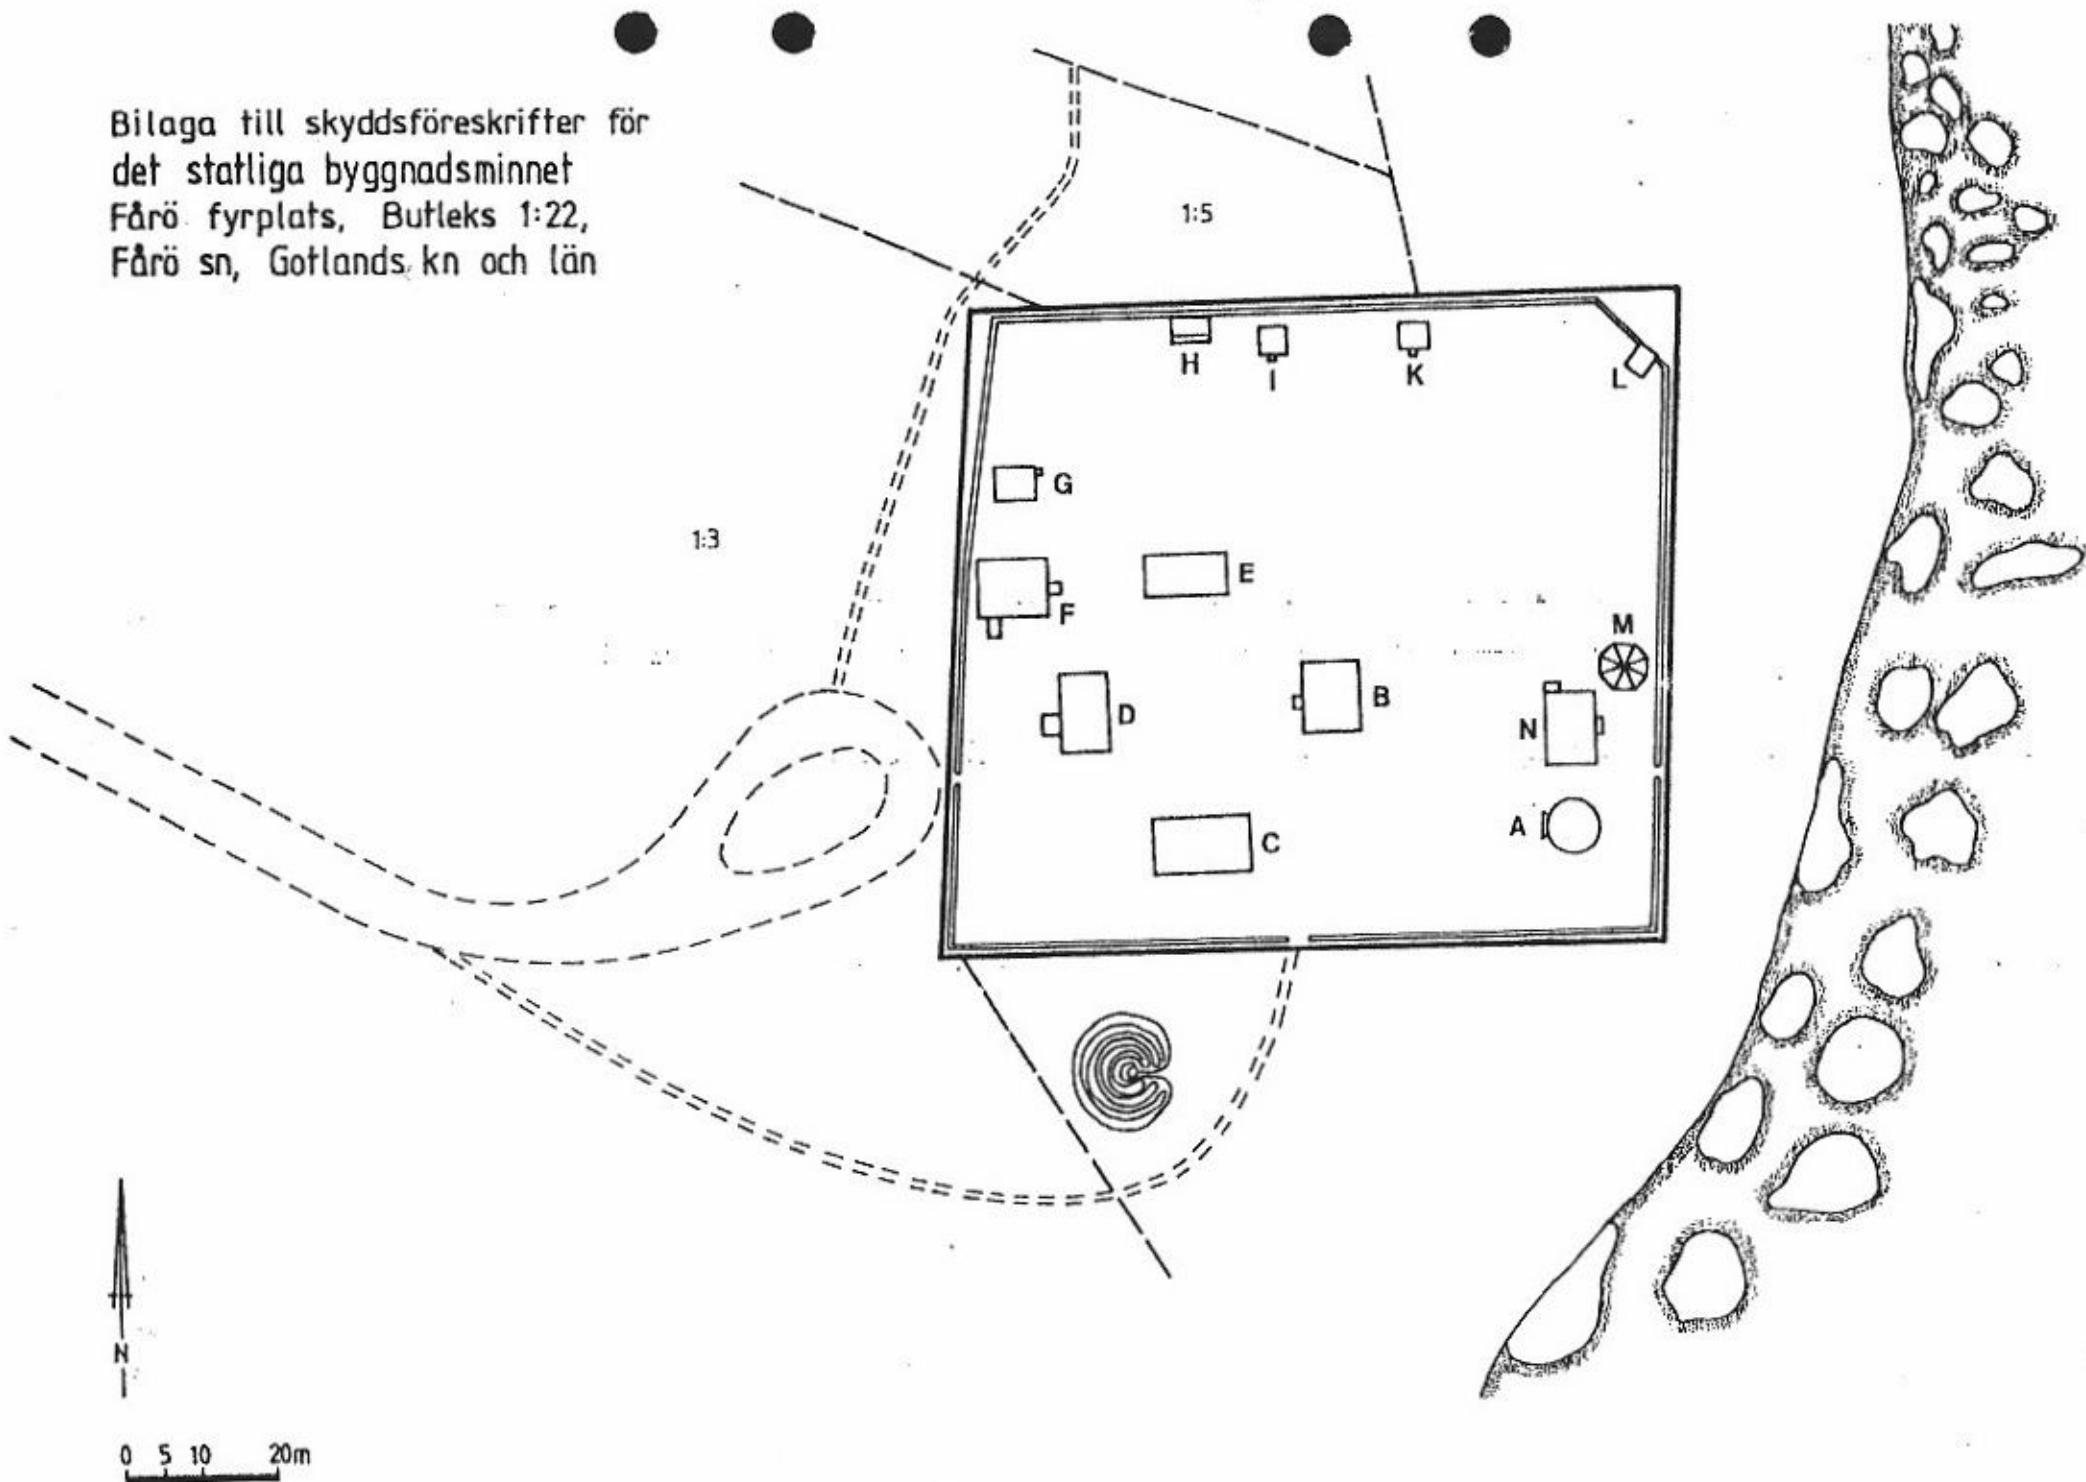 Bilaga till skyddsföreskrifter för
det statliga byggnadsminnet
Fårö fyrplats, Butleks 1:22,
Fårö sn, Gotlands kn och län
1:5
H
I
K
L
G
1:3
E
F
M
B
D
N
A
C
N
0 5 10 20m